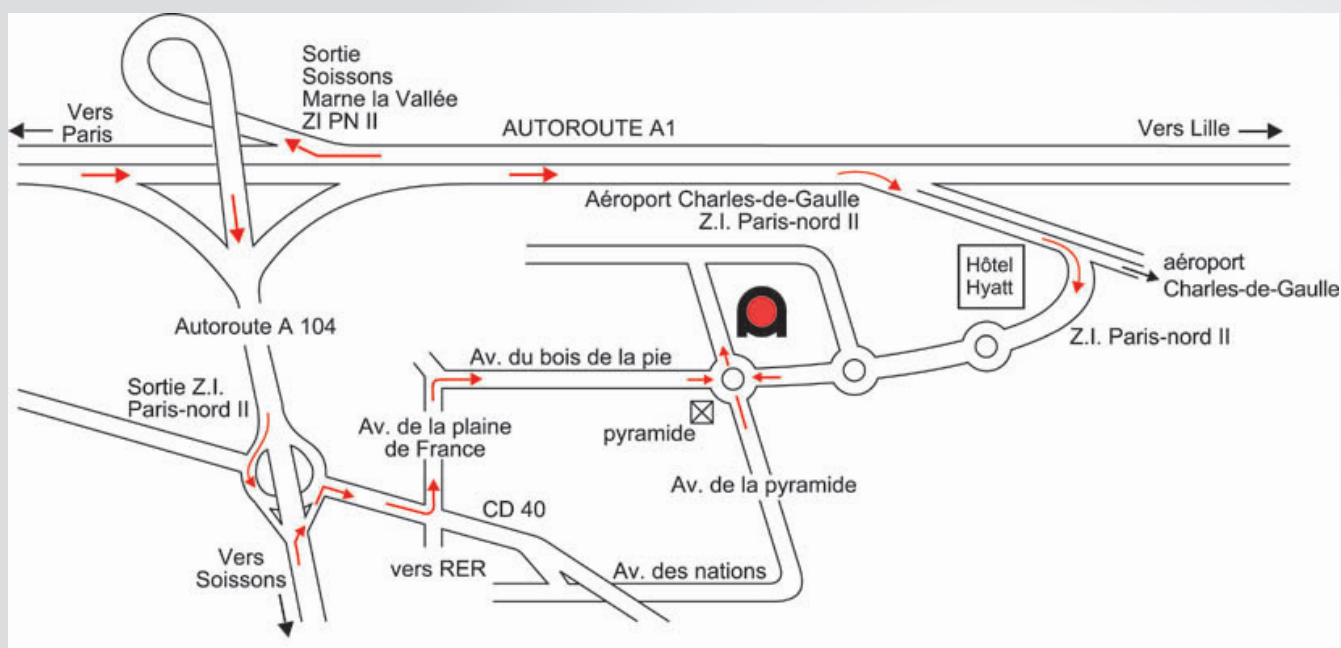 Sortie
Soissons
Marne la Vallée
ZI PN II
Vers
Paris
AUTOROUTE A1
Vers Lille
Aéroport Charles-de-Gaulle
Z.I. Paris-nord II
Hôtel
Hyatt
aéroport
Charles-de-Gaulle
Autoroute A 104
Z.I. Paris-nord II
Av. du bois de la pie
Sortie Z.I.
Paris-nord II
Av. de la plaine
de France
pyramide
Av. de la pyramide
CD 40
Vers
Soissons
vers RER
Av. des nations